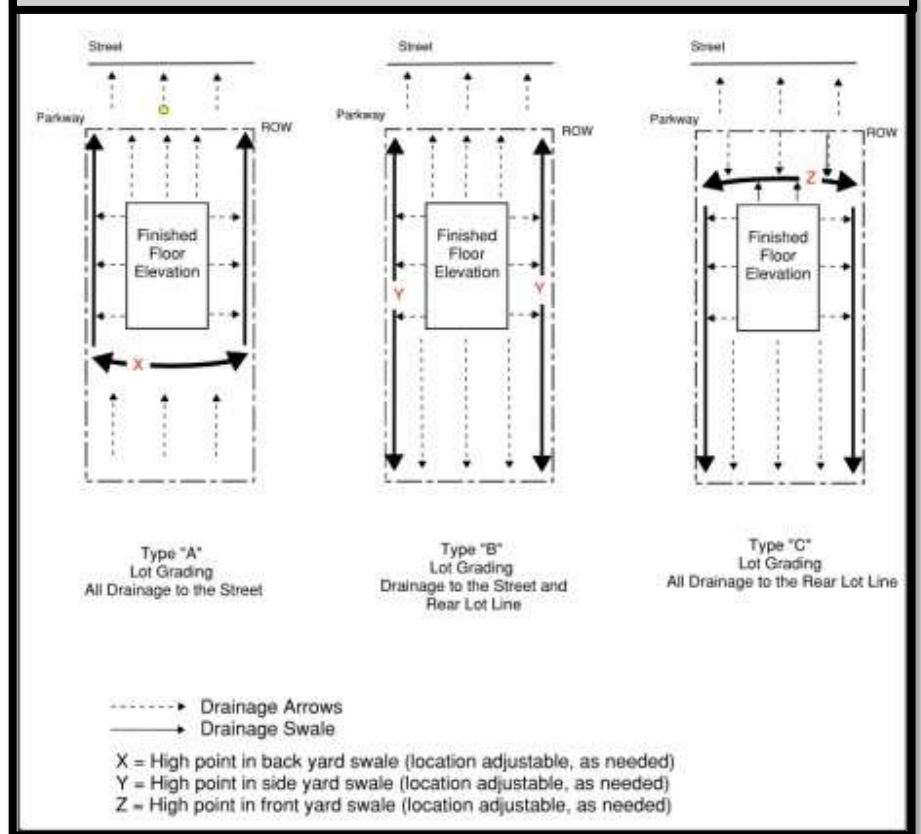 Street
Parkway
ROW
Finished
Floor
Elevation
X
Type "A"
Lot Grading
All Drainage to the Street
Street
Parkway
ROW
Finished
Floor
Elevation
Y
Y
Type "B"
Lot Grading
Drainage to the Street and
Rear Lot Line
Street
Parkway
ROW
Z
Finished
Floor
Elevation
Type "C"
Lot Grading
All Drainage to the Rear Lot Line
Drainage Arrows
Drainage Swale
X = High point in back yard swale (location adjustable, as needed)
Y = High point in side yard swale (location adjustable, as needed)
Z = High point in front yard swale (location adjustable, as needed)